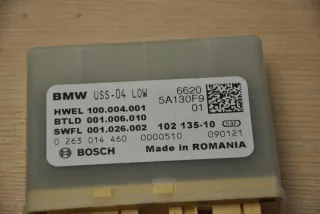 BMW USS-04 LOW 6620
HWEL 100.004.001 5A130F9
BTLD 001.006.010 01
SWFL 001.026.002 102 135-10
0 263 014 460 0000510 090121
BOSCH Made in ROMANIA